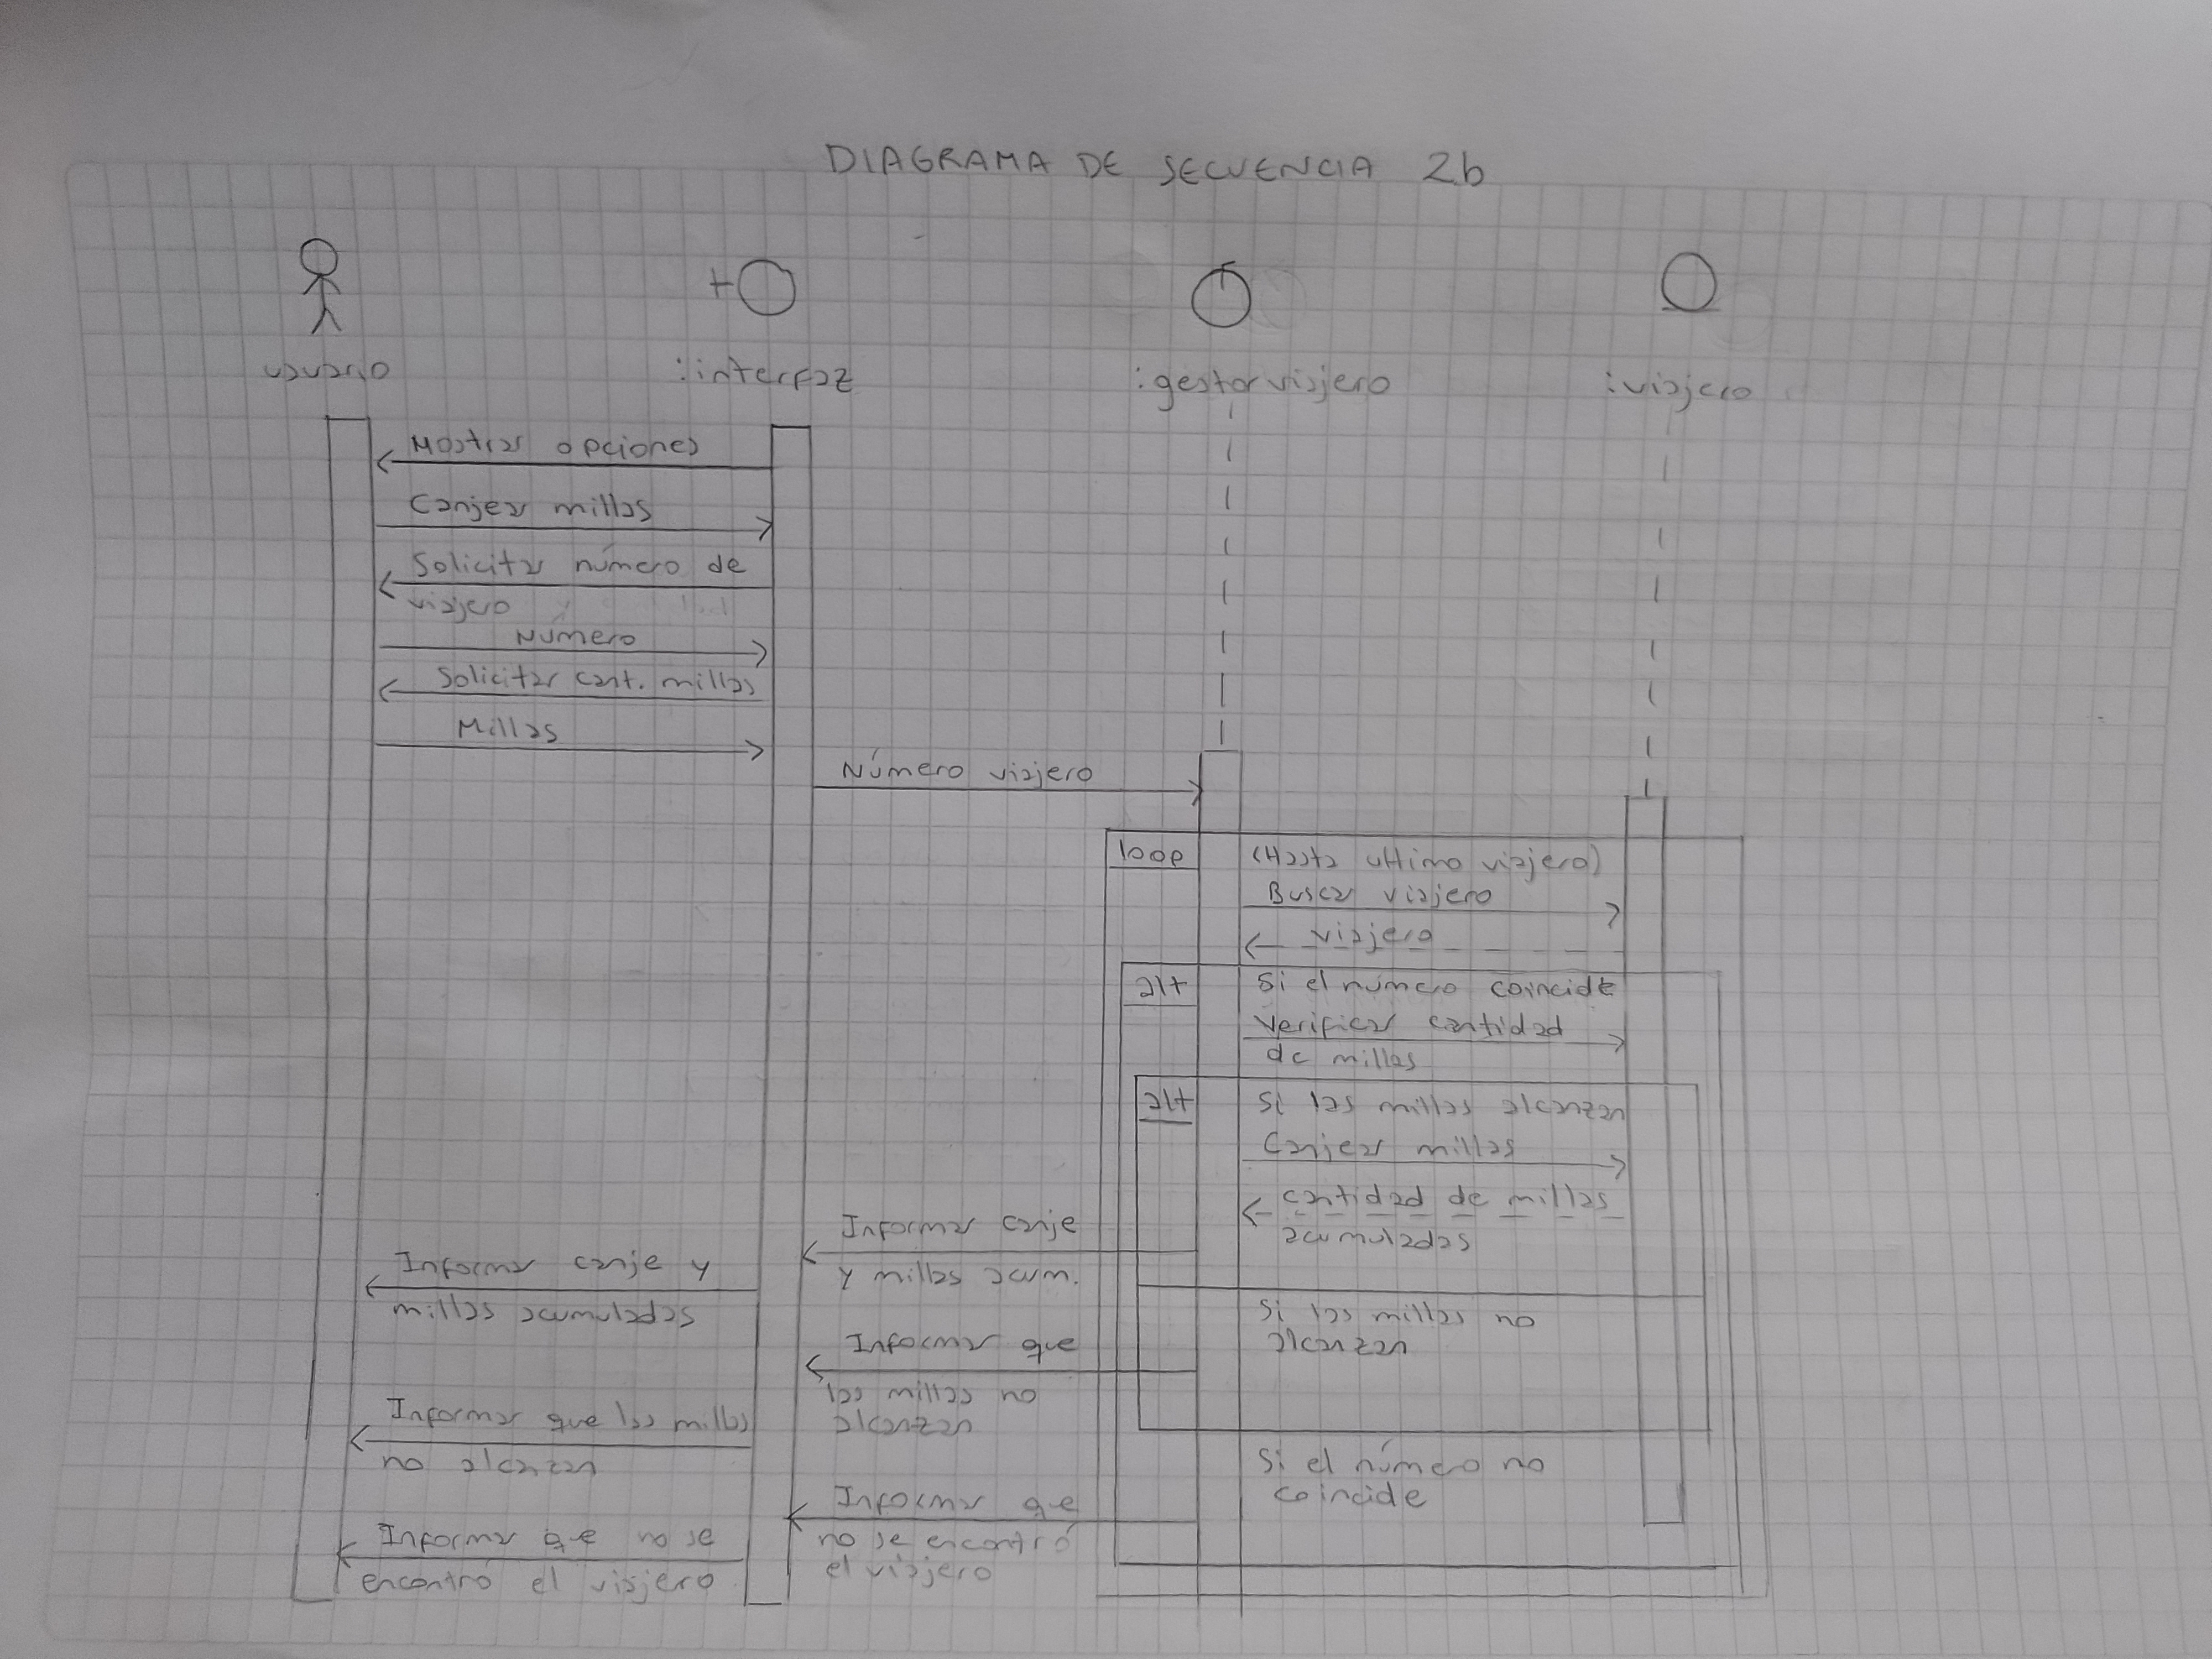 DIAGRAMA DE SECUENCIA 2b
usuario
:interfaz
:gestorviajero
:viajero
Mostrar opciones
Canjear millas
Solicitar número de
viajero
Número
Solicitar cant. millas
Millas
Número viajero
loop
(Hasta ultimo viajero)
Buscar viajero
viajero
alt
Si el número coincide
Verificar cantidad
de millas
alt
Si las millas alcanzan
Canjear millas
cantidad de millas
acumuladas
Informar canje
y millas acum.
Informar canje y
millas acumuladas
Si las millas no
alcanzan
Informar que
las millas no
alcanzan
Informar que las millas
no alcanzan
Si el número no
coincide
Informar que
no se encontró
el viajero
Informar que no se
encontró el viajero